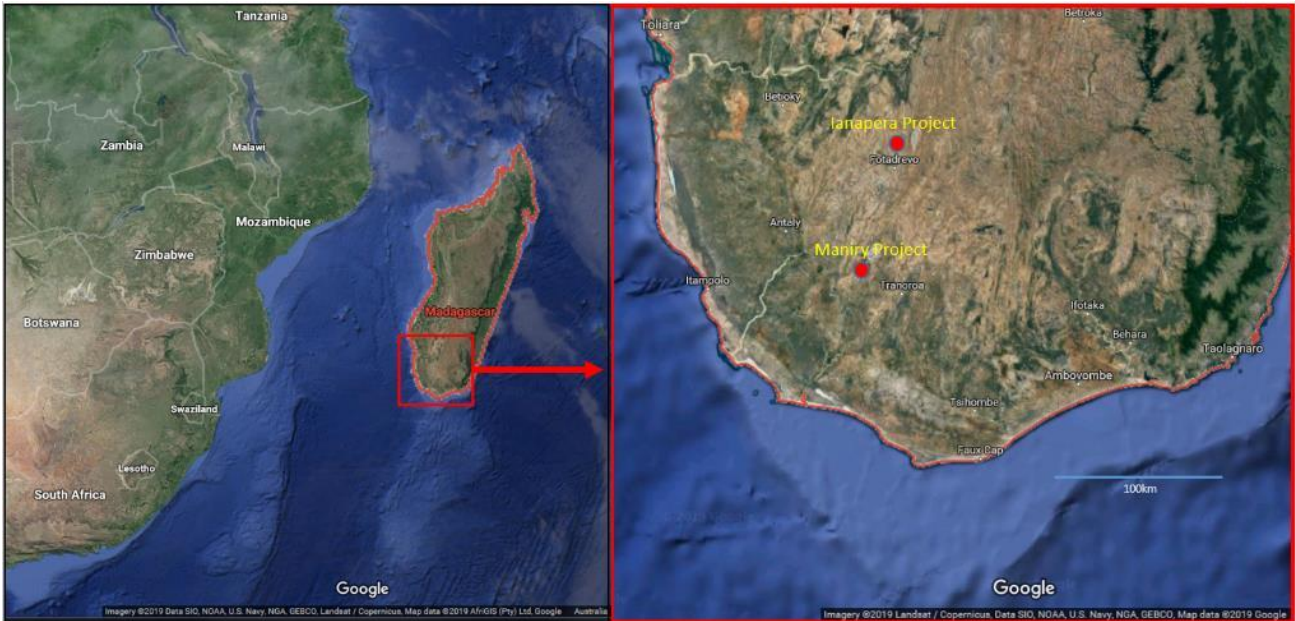 Tanzania
Zambia
Malawi
Mozambique
Zimbabwe
Madagascar
Botswana
Swaziland
Lesotho
South Africa
Google
Imagery ©2019 Data SIO, NOAA, U.S. Navy, NGA, GEBCO, Landsat / Copernicus, Map data ©2019 AfriGIS (Pty) Ltd, Google Australia
Toliara
Betroka
Betioky
Ianapera Project
Fotadrevo
Antaly
Maniry Project
Itampolo
Tranoroa
Ifotaka
Behara
Taolagnaro
Ambovombe
Tsihombe
Faux Cap
100km
Google
Imagery ©2019 Landsat / Copernicus, Data SIO, NOAA, U.S. Navy, NGA, GEBCO, Map data ©2019 Google